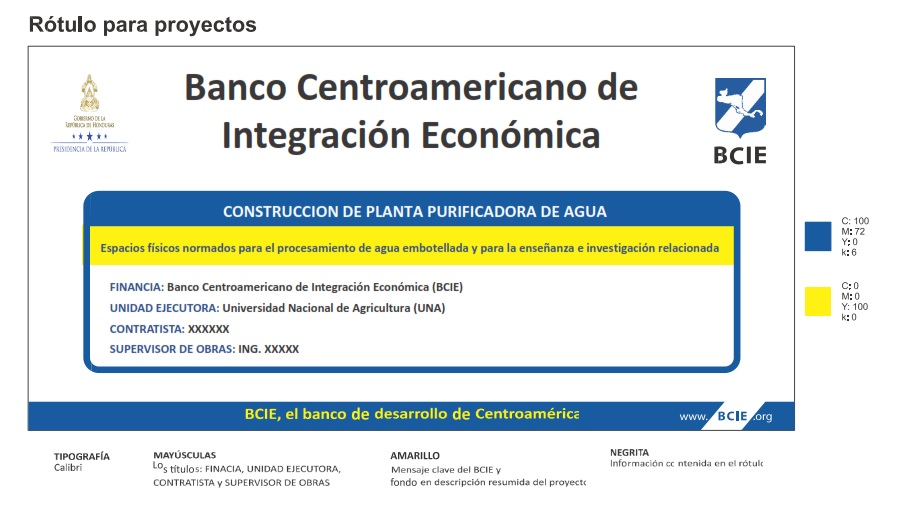 Rótulo para proyectos
Banco Centroamericano de
Integración Económica
GOBIERNO DE LA
REPÚBLICA DE HONDURAS
PRESIDENCIA DE LA REPÚBLICA
BCIE
CONSTRUCCION DE PLANTA PURIFICADORA DE AGUA
Espacios físicos normados para el procesamiento de agua embotellada y para la enseñanza e investigación relacionada
FINANCIA: Banco Centroamericano de Integración Económica (BCIE)
UNIDAD EJECUTORA: Universidad Nacional de Agricultura (UNA)
CONTRATISTA: XXXXXX
SUPERVISOR DE OBRAS: ING. XXXXX
C: 100
M: 72
Y: 0
k: 6
C: 0
M: 0
Y: 100
k: 0
BCIE, el banco de desarrollo de Centroamérica
www. BCIE .org
TIPOGRAFÍA
Calibri
MAYÚSCULAS
Los títulos: FINACIA, UNIDAD EJECUTORA,
CONTRATISTA y SUPERVISOR DE OBRAS
AMARILLO
Mensaje clave del BCIE y
fondo en descripción resumida del proyecto
NEGRITA
Información contenida en el rótulo